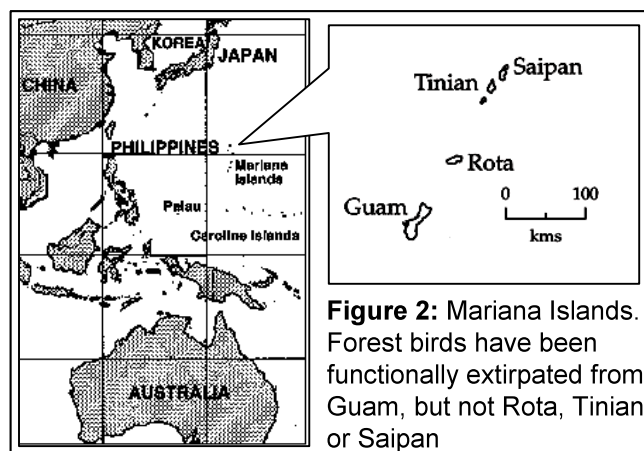 KOREA
JAPAN
CHINA
PHILIPPINES
Mariana
Islands
Palau
Caroline Islands
AUSTRALIA
Saipan
Tinian
Rota
0 100
kms
Guam
Figure 2: Mariana Islands.
Forest birds have been
functionally extirpated from
Guam, but not Rota, Tinian
or Saipan